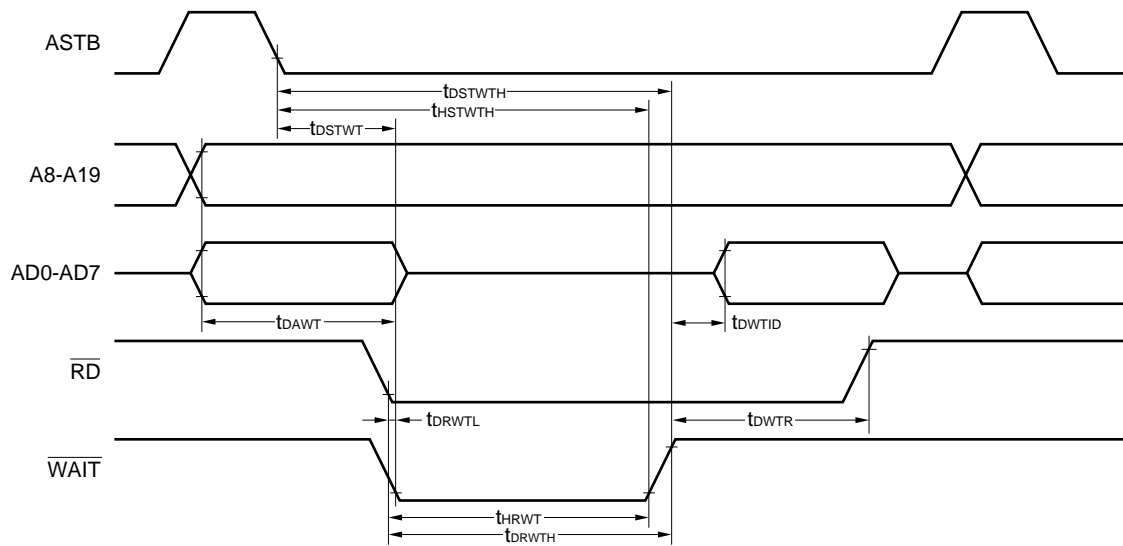 ASTB
tDSTWTH
tHSTWTH
tDSTWT
A8-A19
AD0-AD7
tDAWT
tDWTID
RD
tDRWTL
tDWTR
WAIT
tHRWT
tDRWTH